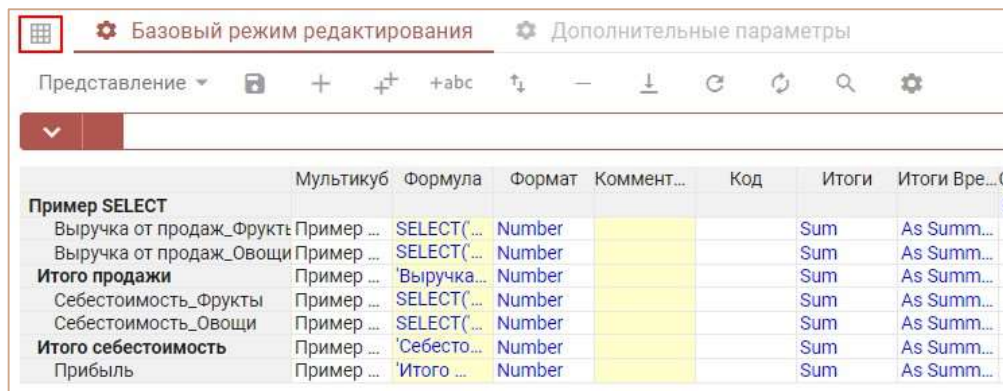 Базовый режим редактирования Дополнительные параметры
Представление +abc
Мультикуб Формула Формат Коммент... Код Итоги Итоги Вре...
Пример SELECT
Выручка от продаж_Фрукты Пример ... SELECT('... Number Sum As Summ...
Выручка от продаж_Овощи Пример ... SELECT('... Number Sum As Summ...
Итого продажи Пример ... 'Выручка... Number Sum As Summ...
Себестоимость_Фрукты Пример ... SELECT('... Number Sum As Summ...
Себестоимость_Овощи Пример ... SELECT('... Number Sum As Summ...
Итого себестоимость Пример ... 'Себесто... Number Sum As Summ...
Прибыль Пример ... 'Итого ... Number Sum As Summ...